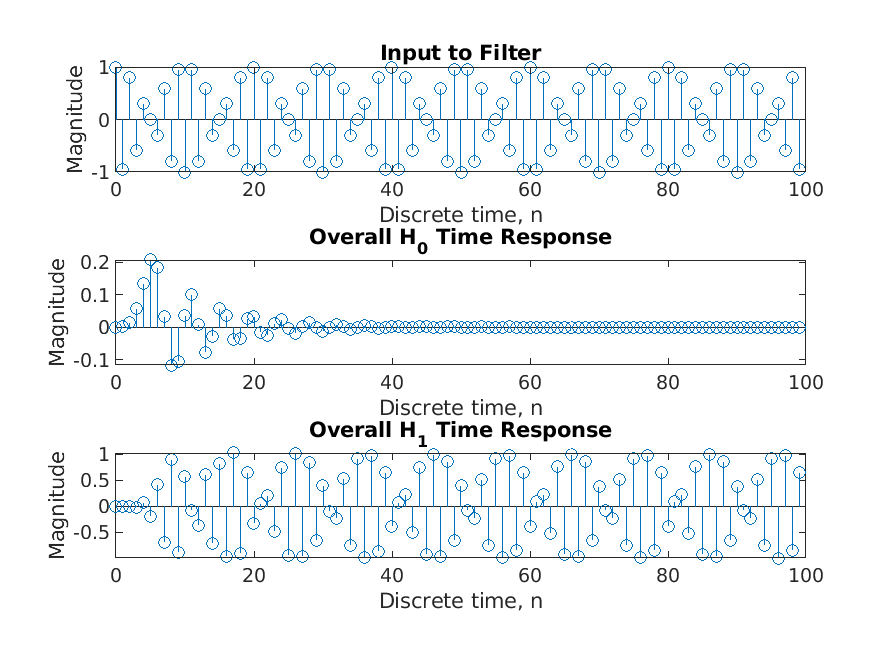 Input to Filter
Magnitude
1
0
-1
0 20 40 60 80 100
Discrete time, n
Overall H0 Time Response
Magnitude
0.2
0.1
0
-0.1
0 20 40 60 80 100
Discrete time, n
Overall H1 Time Response
Magnitude
1
0.5
0
-0.5
0 20 40 60 80 100
Discrete time, n